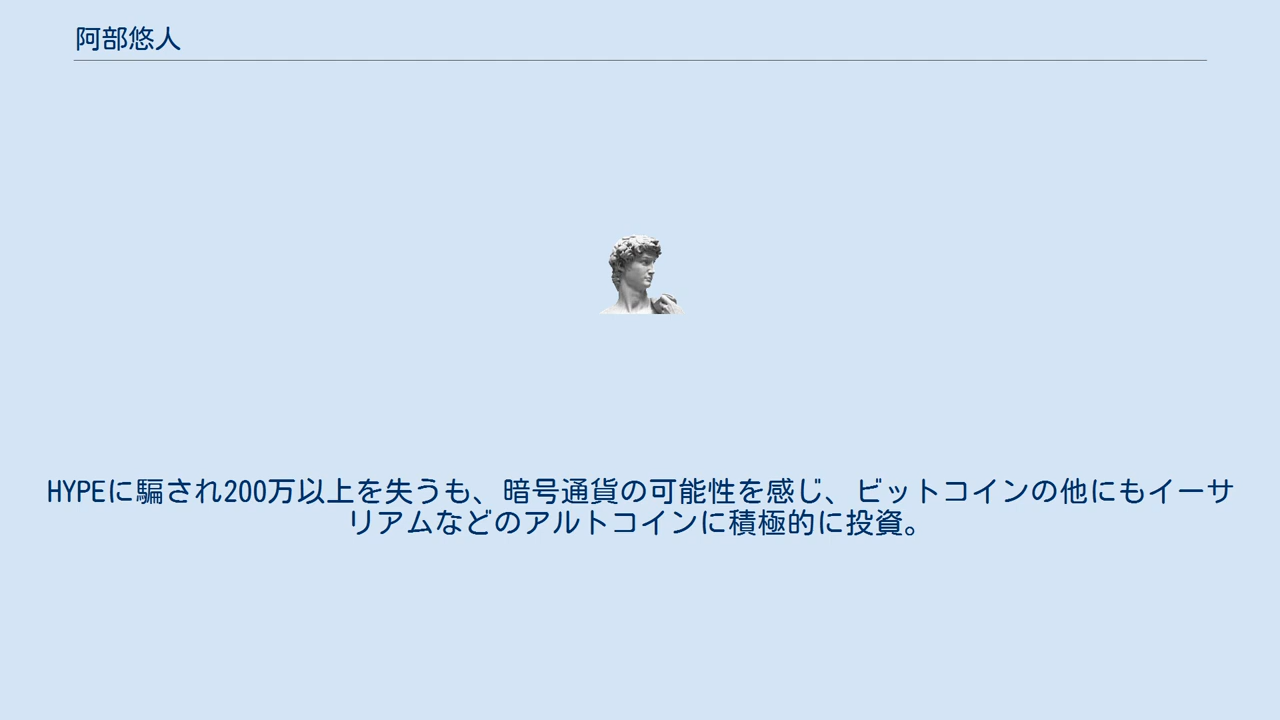 阿部悠人
HYPEに騙され200万以上を失うも、暗号通貨の可能性を感じ、ビットコインの他にもイーサ
リアムなどのアルトコインに積極的に投資。